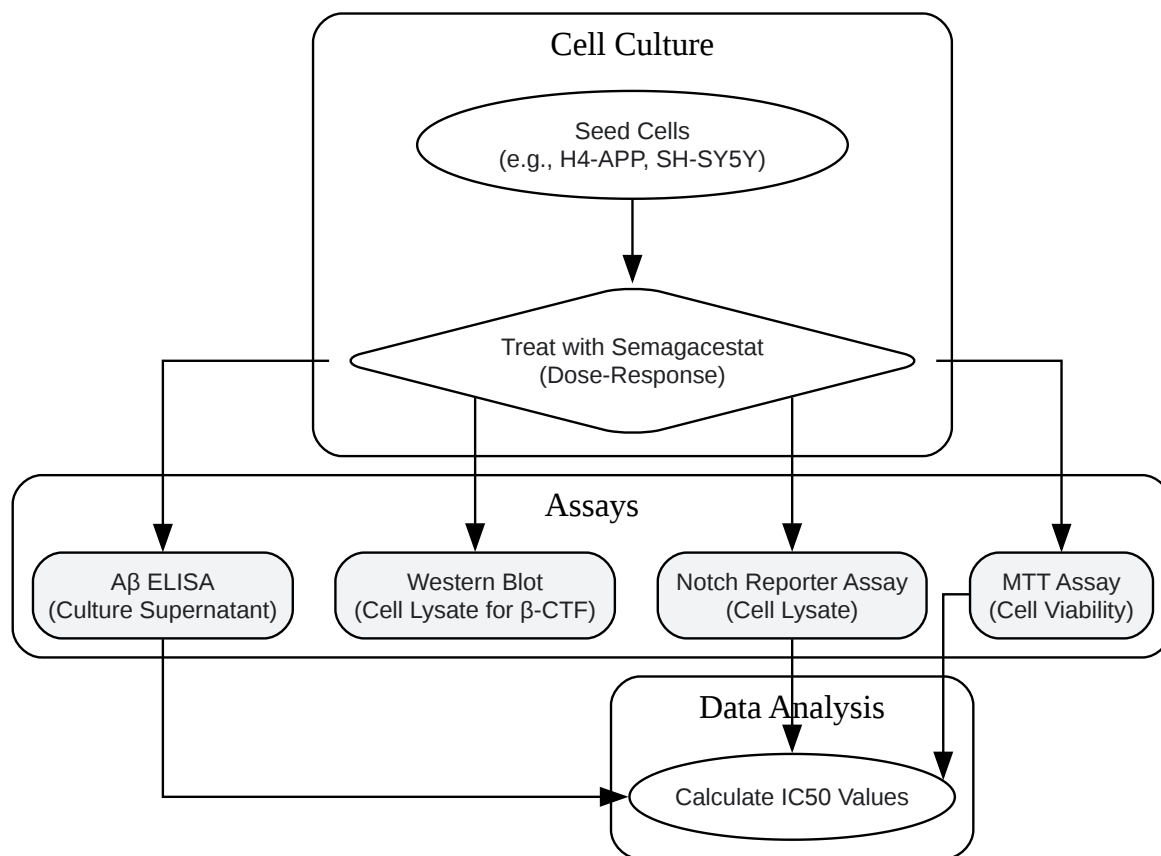 Cell Culture
Seed Cells
(e.g., H4-APP, SH-SY5Y)
Treat with Semagacestat
(Dose-Response)
Assays
Aβ ELISA
(Culture Supernatant)
Western Blot
(Cell Lysate for β-CTF)
Notch Reporter Assay
(Cell Lysate)
MTT Assay
(Cell Viability)
Data Analysis
Calculate IC50 Values